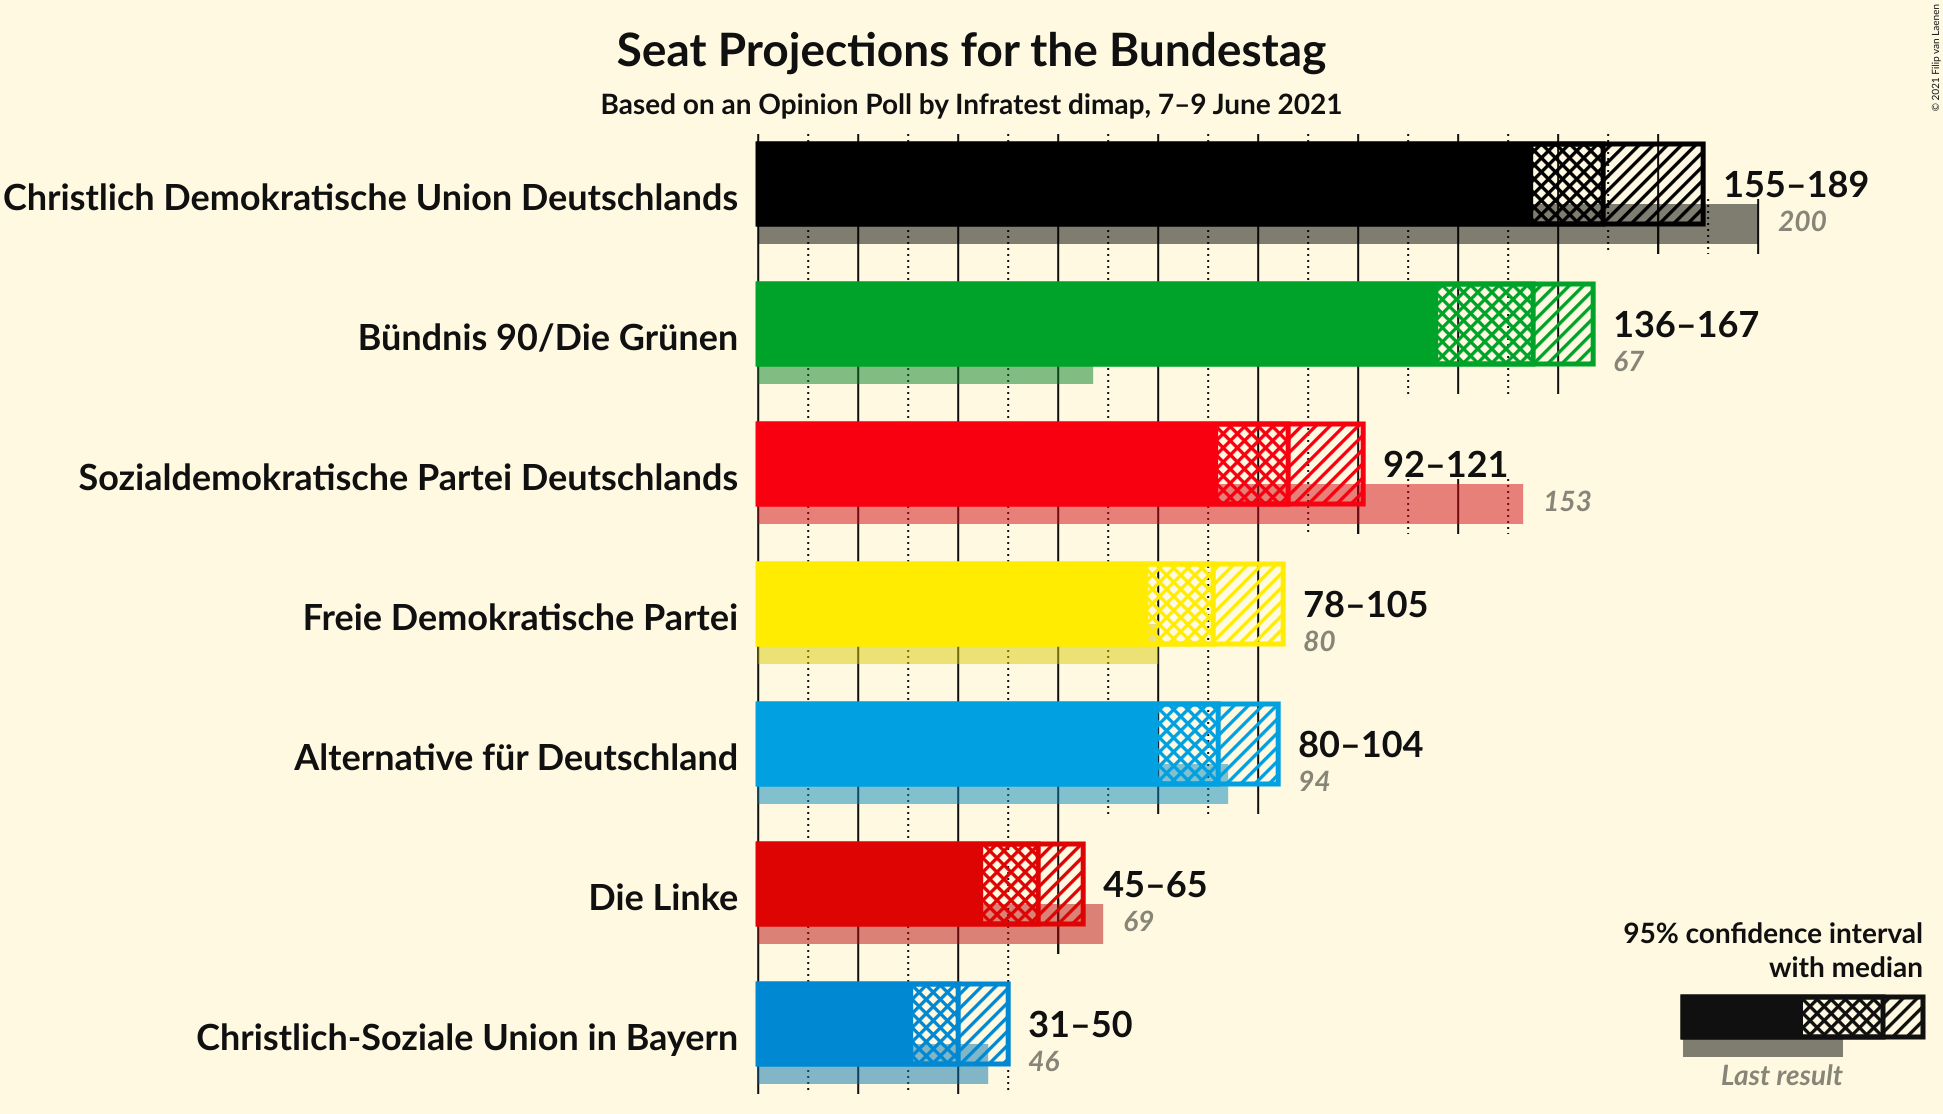 Seat Projections for the Bundestag
Based on an Opinion Poll by Infratest dimap, 7–9 June 2021
© 2021 Filip van Laenen
Christlich Demokratische Union Deutschlands
155–189
200
Bündnis 90/Die Grünen
136–167
67
Sozialdemokratische Partei Deutschlands
92–121
153
Freie Demokratische Partei
78–105
80
Alternative für Deutschland
80–104
94
Die Linke
45–65
69
Christlich-Soziale Union in Bayern
31–50
46
95% confidence interval
with median
Last result